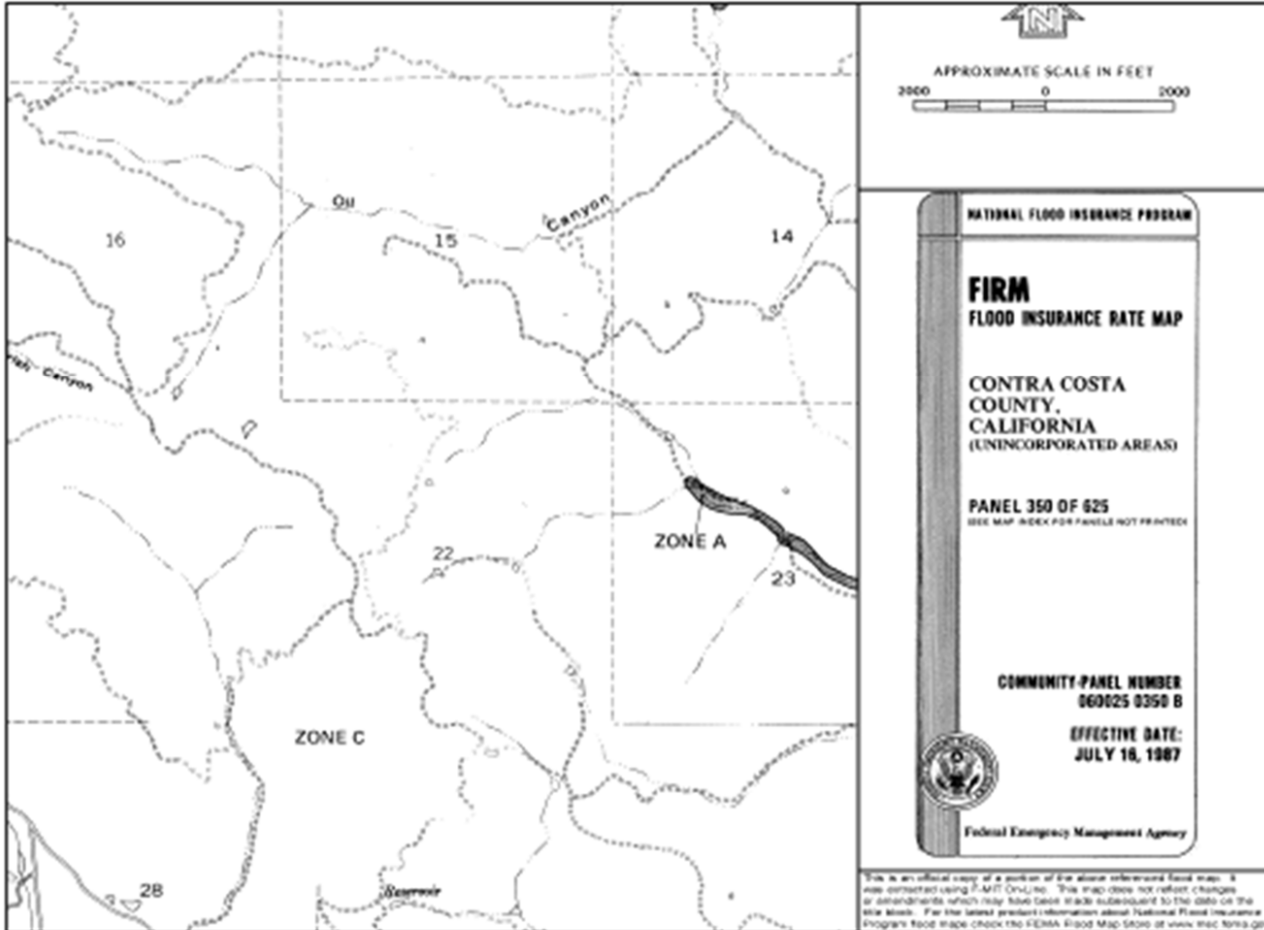 N
APPROXIMATE SCALE IN FEET
2000 0 2000
Oil Canyon
16
15
14
Canyon
22
ZONE A
23
ZONE C
28
Reservoir
NATIONAL FLOOD INSURANCE PROGRAM
FIRM
FLOOD INSURANCE RATE MAP
CONTRA COSTA
COUNTY,
CALIFORNIA
(UNINCORPORATED AREAS)
PANEL 350 OF 625
(SEE MAP INDEX FOR PANELS NOT PRINTED)
COMMUNITY-PANEL NUMBER
060025 0350 B
EFFECTIVE DATE:
JULY 16, 1987
Federal Emergency Management Agency
This is an official copy of a portion of the above referenced flood map. It
was extracted using F-MIT On-Line. This map does not reflect changes
or amendments which may have been made subsequent to the date on the
title block. For the latest product information about National Flood Insurance
Program flood maps check the FEMA Flood Map Store at www.msc.fema.gov